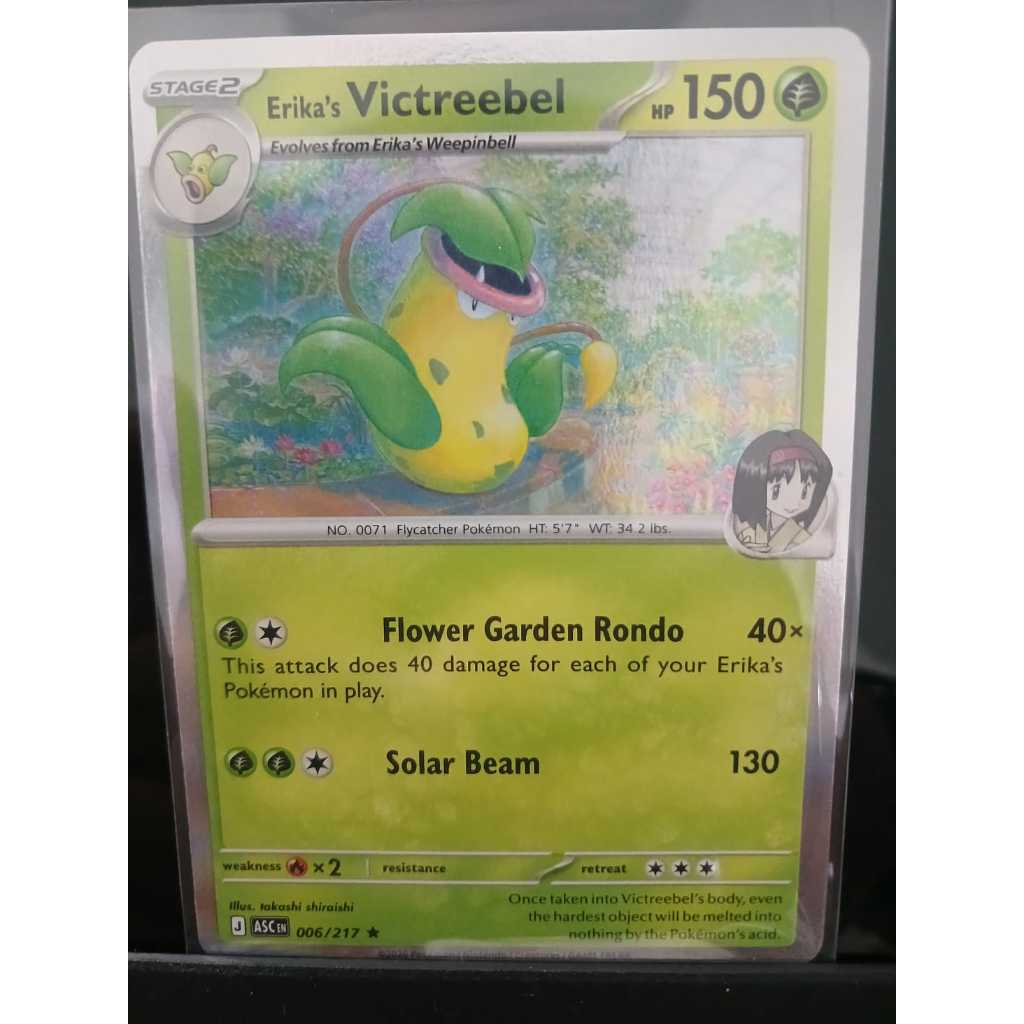 STAGE2
Erika's Victreebel HP 150
Evolves from Erika's Weepinbell
NO. 0071 Flycatcher Pokémon HT: 5'7" WT: 34.2 lbs.
Flower Garden Rondo 40×
This attack does 40 damage for each of your Erika's
Pokémon in play.
Solar Beam 130
weakness ×2 resistance retreat
Illus. takashi shiraishi
Once taken into Victreebel's body, even
the hardest object will be melted into
nothing by the Pokémon's acid.
J ASC EN 006/217